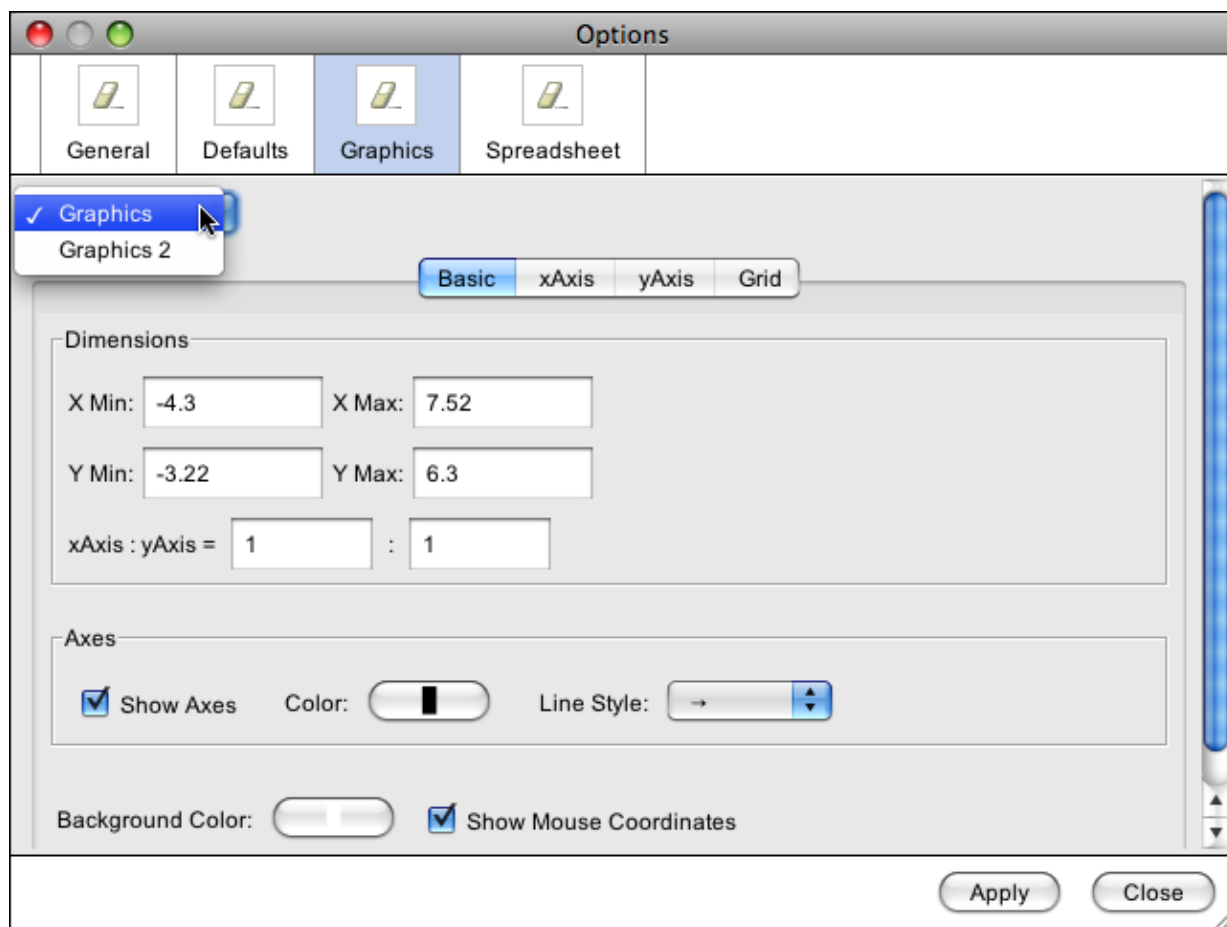 Options
General Defaults Graphics Spreadsheet
✓ Graphics
Graphics 2
Basic xAxis yAxis Grid
Dimensions
X Min: -4.3 X Max: 7.52
Y Min: -3.22 Y Max: 6.3
xAxis : yAxis = 1 : 1
Axes
Show Axes Color: Line Style: →
Background Color: Show Mouse Coordinates
Apply Close